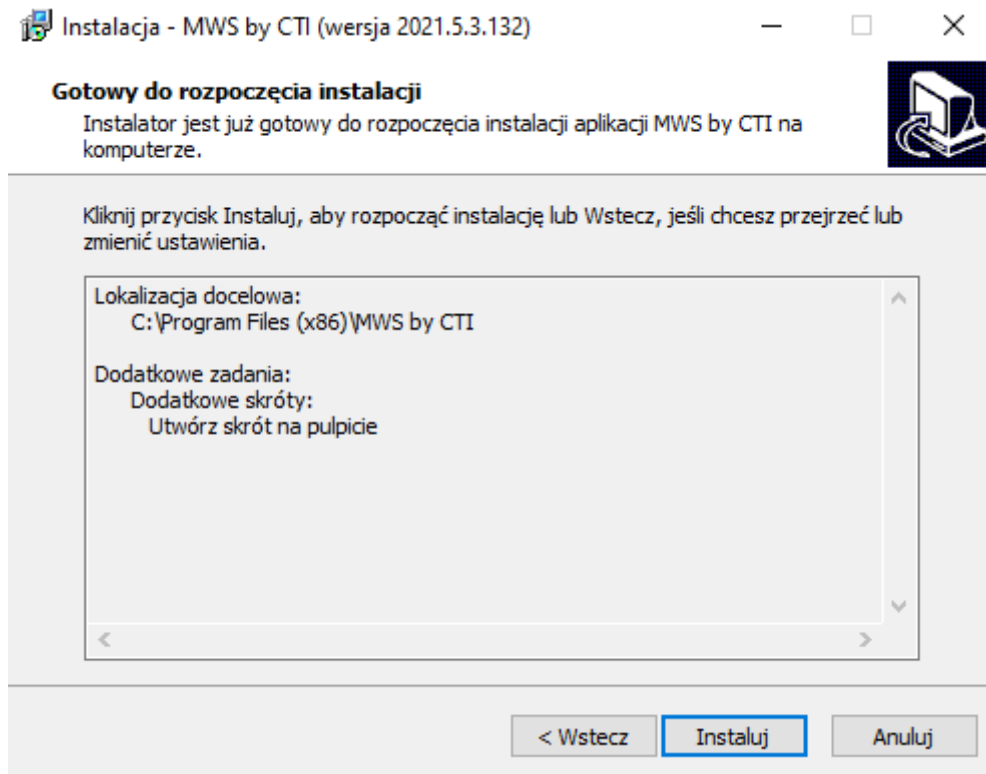 Instalacja - MWS by CTI (wersja 2021.5.3.132)
Gotowy do rozpoczęcia instalacji
Instalator jest już gotowy do rozpoczęcia instalacji aplikacji MWS by CTI na
komputerze.
Kliknij przycisk Instaluj, aby rozpocząć instalację lub Wstecz, jeśli chcesz przejrzeć lub
zmienić ustawienia.
Lokalizacja docelowa:
C:\Program Files (x86)\MWS by CTI
Dodatkowe zadania:
Dodatkowe skróty:
Utwórz skrót na pulpicie
< Wstecz
Instaluj
Anuluj